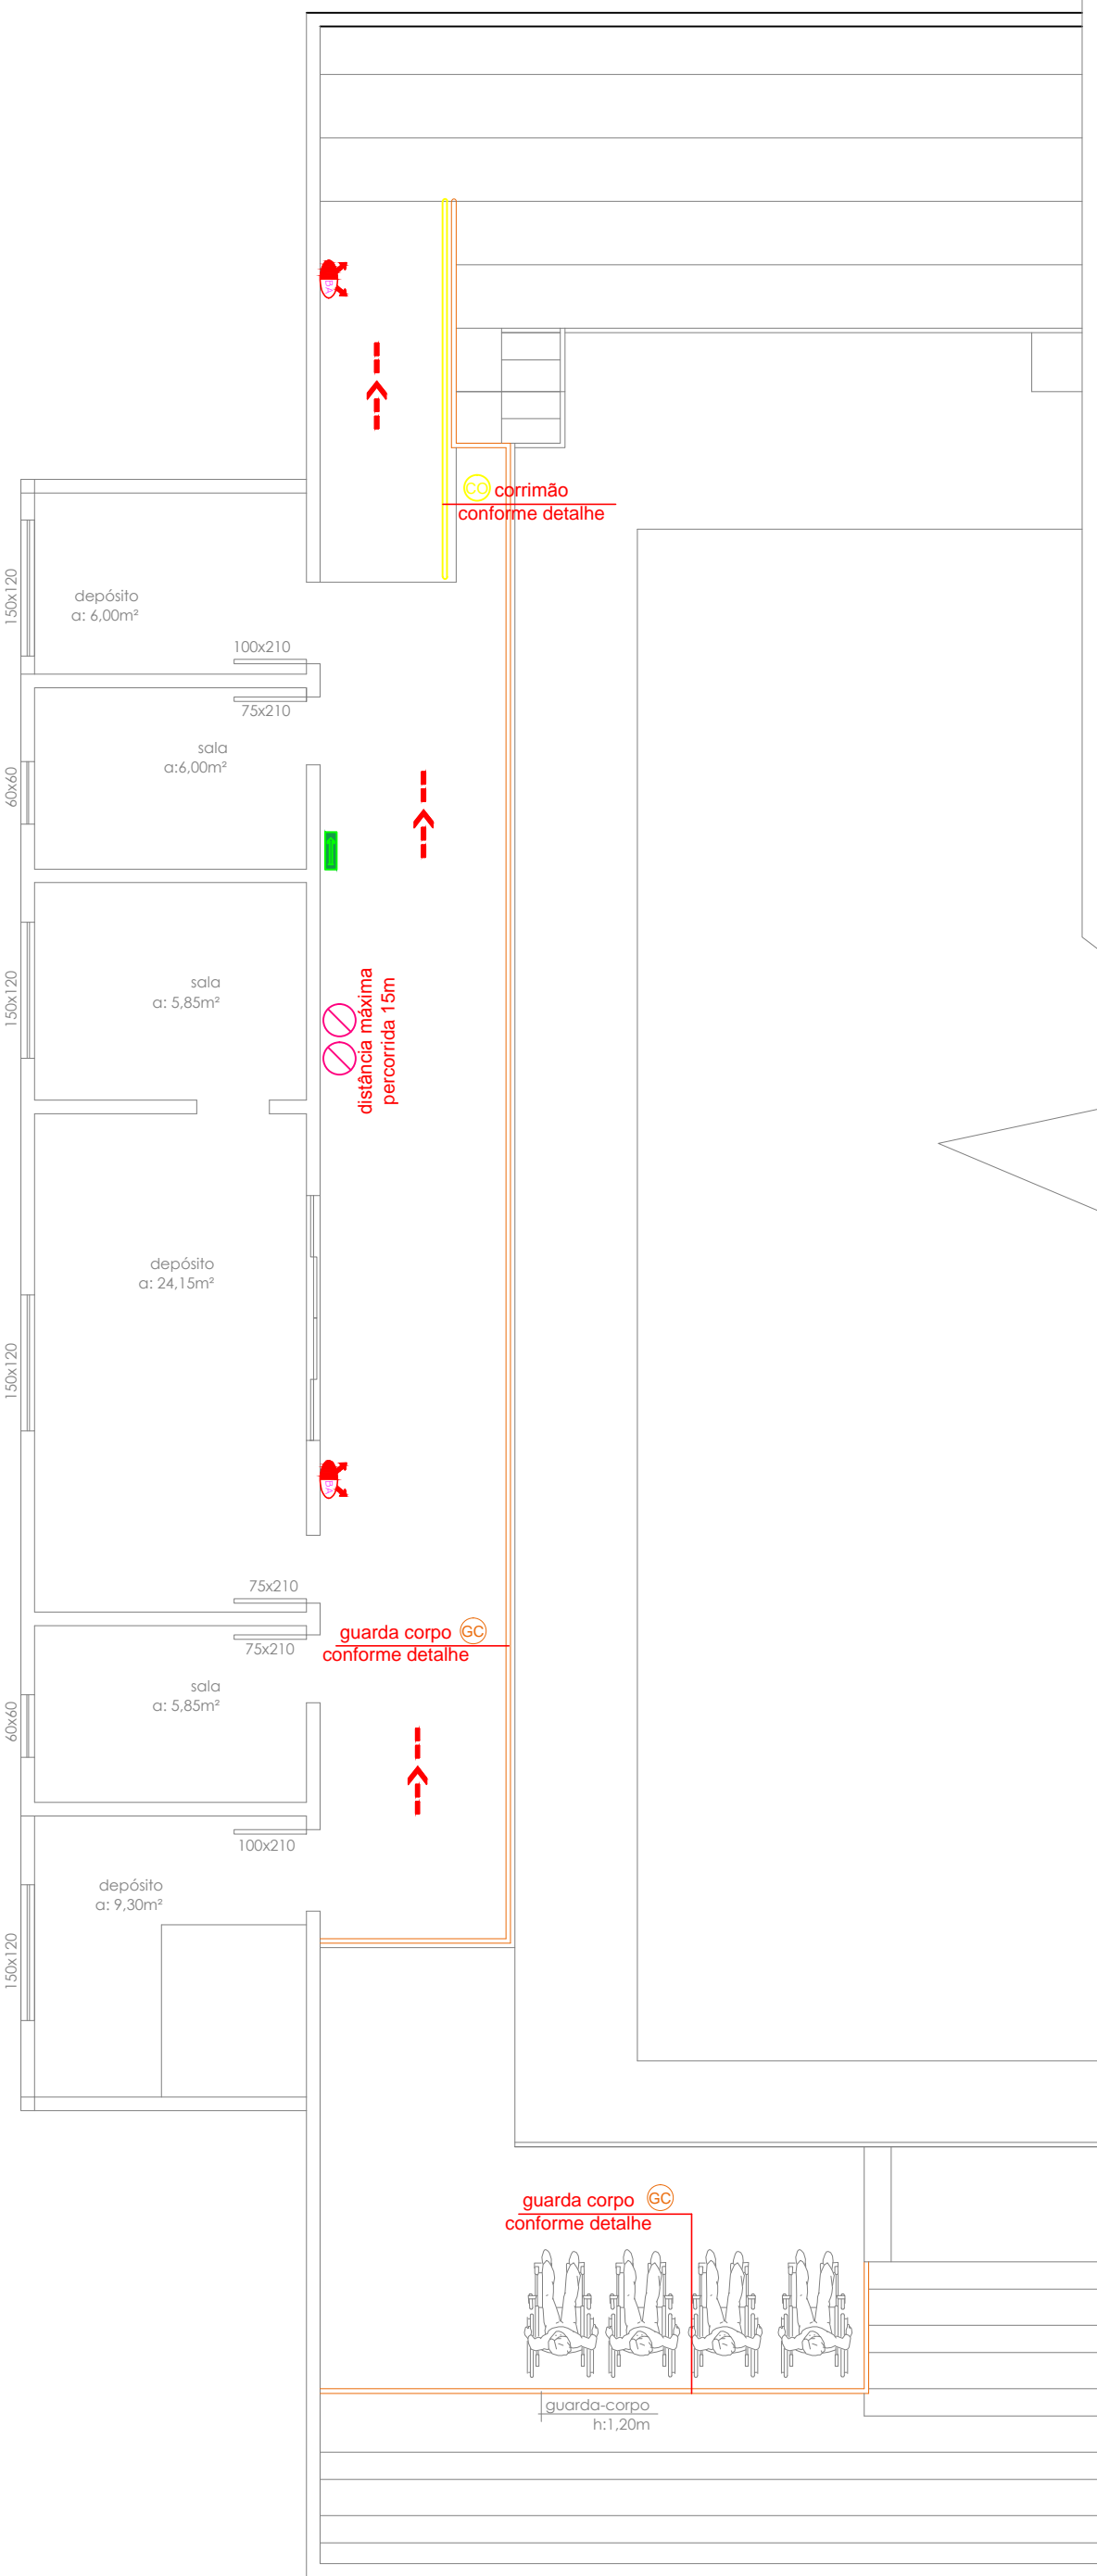 CO corrimão
conforme detalhe
150x120
depósito
a: 6,00m²
100x210
75x210
sala
a:6,00m²
60x60
sala
a: 5,85m²
150x120
distância máxima
percorrida 15m
depósito
a: 24,15m²
150x120
BA
BA
75x210
guarda corpo GC
conforme detalhe
75x210
sala
a: 5,85m²
60x60
100x210
depósito
a: 9,30m²
150x120
guarda corpo GC
conforme detalhe
guarda-corpo
h:1,20m